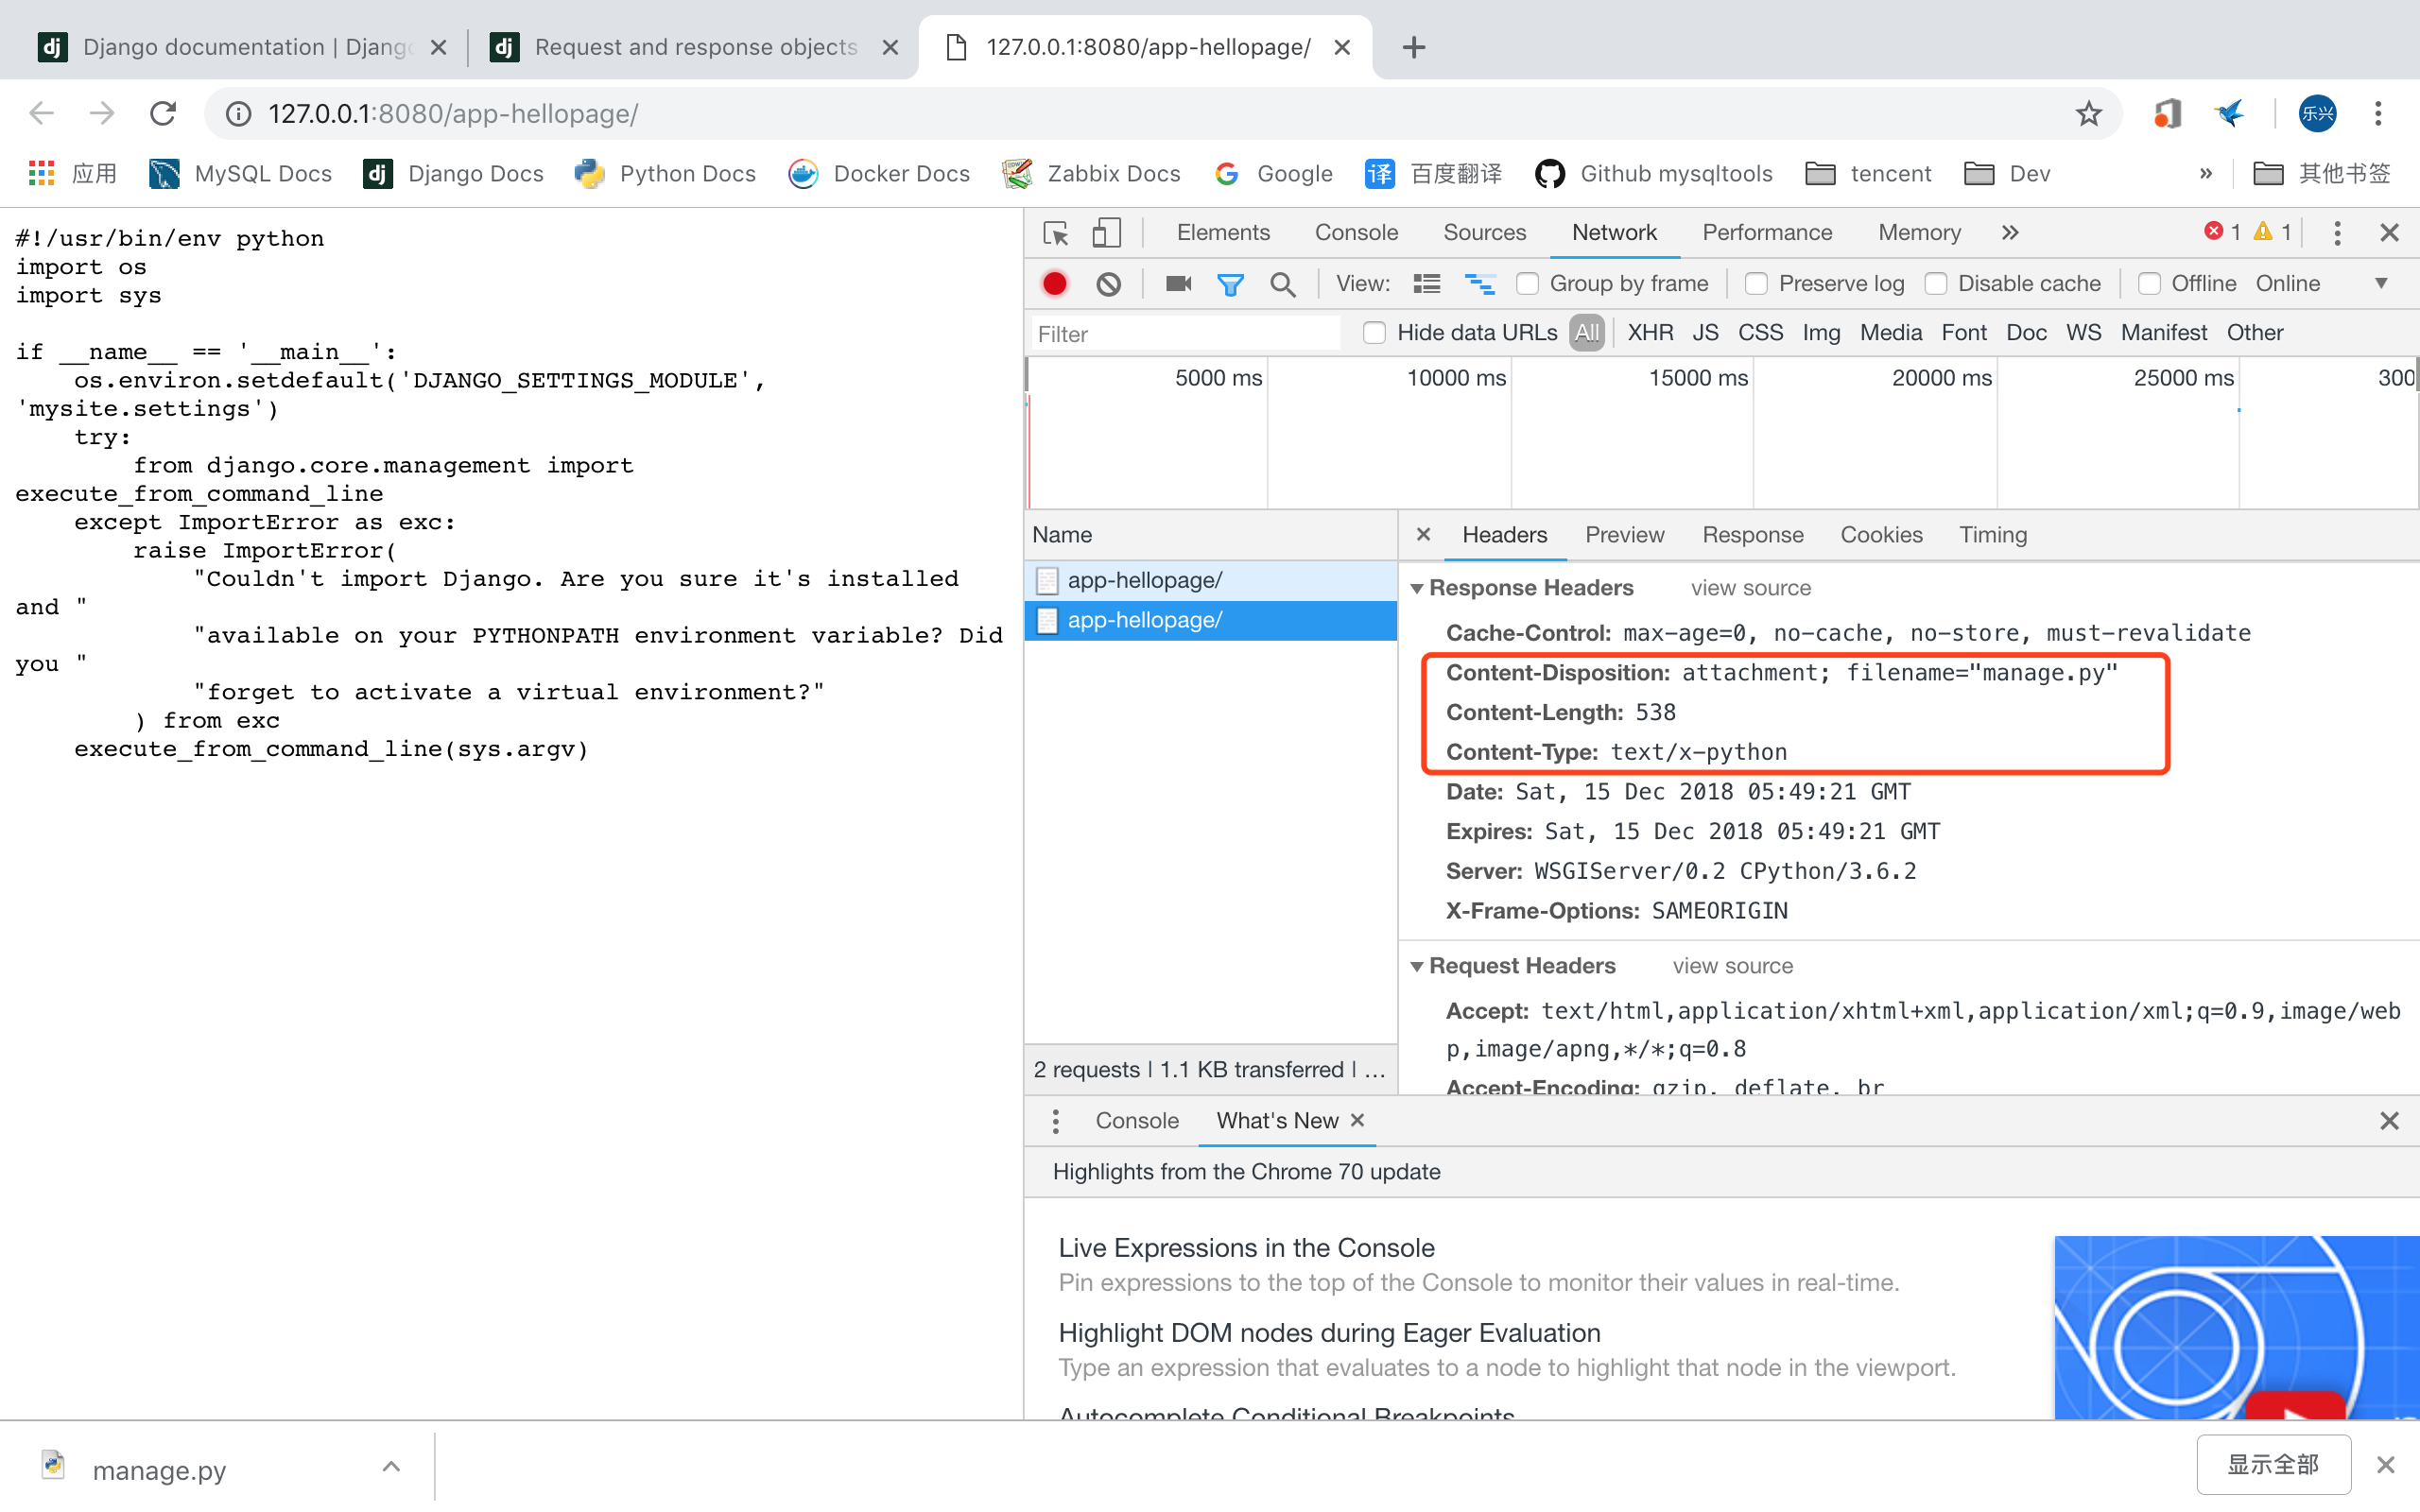 Django documentation | Django
Request and response objects
127.0.0.1:8080/app-hellopage/
127.0.0.1:8080/app-hellopage/
乐兴
应用
MySQL Docs
Django Docs
Python Docs
Docker Docs
Zabbix Docs
Google
译 百度翻译
Github mysqltools
tencent
Dev
»
其他书签
#!/usr/bin/env python
import os
import sys
if __name__ == '__main__':
    os.environ.setdefault('DJANGO_SETTINGS_MODULE',
'mysite.settings')
    try:
        from django.core.management import
execute_from_command_line
    except ImportError as exc:
        raise ImportError(
            "Couldn't import Django. Are you sure it's installed
and "
            "available on your PYTHONPATH environment variable? Did
you "
            "forget to activate a virtual environment?"
        ) from exc
    execute_from_command_line(sys.argv)
Elements Console Sources Network Performance Memory » 1 1
View: Group by frame Preserve log Disable cache Offline Online
Filter Hide data URLs All XHR JS CSS Img Media Font Doc WS Manifest Other
5000 ms 10000 ms 15000 ms 20000 ms 25000 ms 300
Name
app-hellopage/
app-hellopage/
2 requests | 1.1 KB transferred | …
Headers Preview Response Cookies Timing
Response Headers view source
Cache-Control: max-age=0, no-cache, no-store, must-revalidate
Content-Disposition: attachment; filename="manage.py"
Content-Length: 538
Content-Type: text/x-python
Date: Sat, 15 Dec 2018 05:49:21 GMT
Expires: Sat, 15 Dec 2018 05:49:21 GMT
Server: WSGIServer/0.2 CPython/3.6.2
X-Frame-Options: SAMEORIGIN
Request Headers view source
Accept: text/html,application/xhtml+xml,application/xml;q=0.9,image/web
p,image/apng,*/*;q=0.8
Accept-Encoding: gzip, deflate, br
Console What's New
Highlights from the Chrome 70 update
Live Expressions in the Console
Pin expressions to the top of the Console to monitor their values in real-time.
Highlight DOM nodes during Eager Evaluation
Type an expression that evaluates to a node to highlight that node in the viewport.
Autocomplete Conditional Breakpoints
manage.py
显示全部